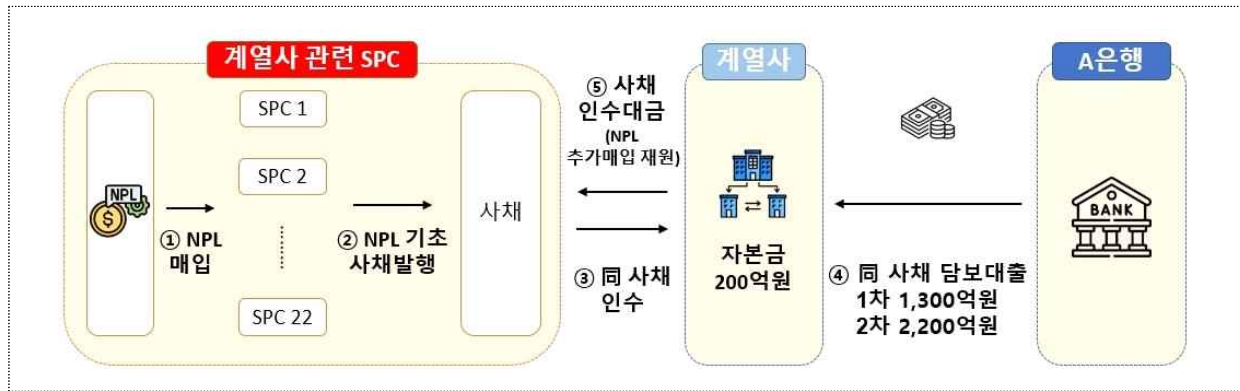 계열사 관련 SPC
NPL
① NPL
매입
SPC 1
SPC 2
SPC 22
② NPL 기초
사채발행
사채
⑤ 사채
인수대금
(NPL
추가매입 재원)
③ 同 사채
인수
계열사
자본금
200억원
④ 同 사채 담보대출
1차 1,300억원
2차 2,200억원
A은행
BANK